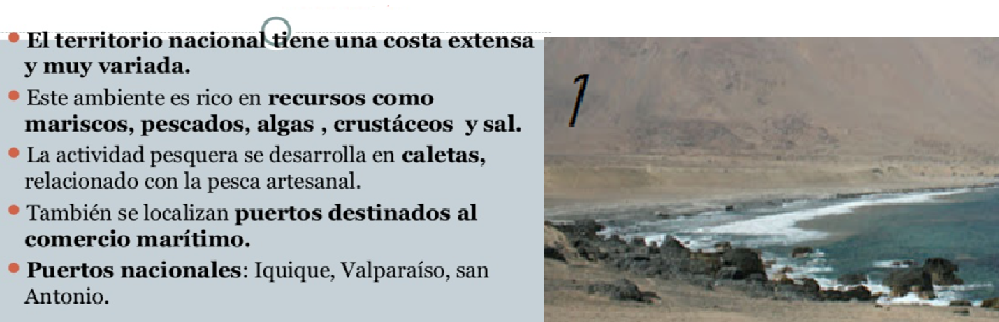 El territorio nacional tiene una costa extensa
y muy variada.
Este ambiente es rico en recursos como
mariscos, pescados, algas , crustáceos y sal.
La actividad pesquera se desarrolla en caletas,
relacionado con la pesca artesanal.
También se localizan puertos destinados al
comercio marítimo.
Puertos nacionales: Iquique, Valparaíso, san
Antonio.
1